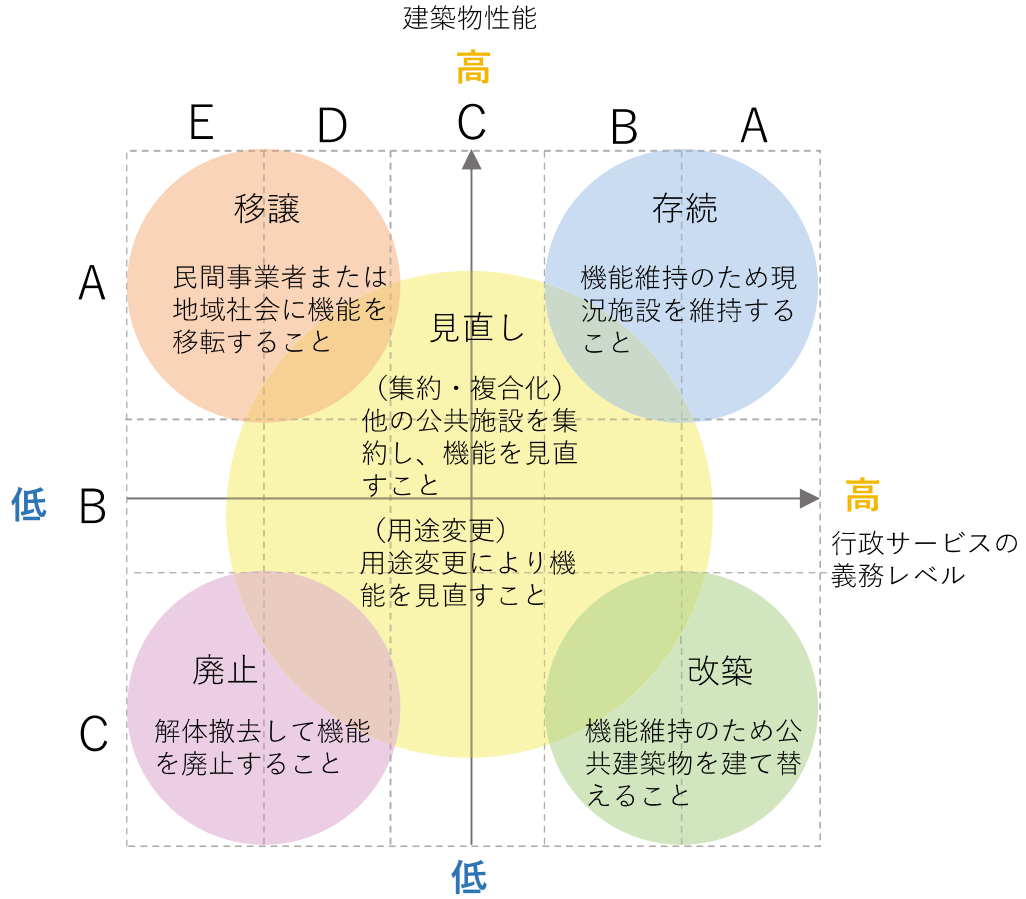 建築物性能
高
E
D
C
B
A
移譲
民間事業者または
地域社会に機能を
移転すること
存続
機能維持のため現
況施設を維持する
こと
A
見直し
（集約・複合化）
他の公共施設を集
約し、機能を見直
すこと
低
B
高
行政サービスの
義務レベル
（用途変更）
用途変更により機
能を見直すこと
廃止
解体撤去して機能
を廃止すること
改築
機能維持のため公
共建築物を建て替
えること
C
低